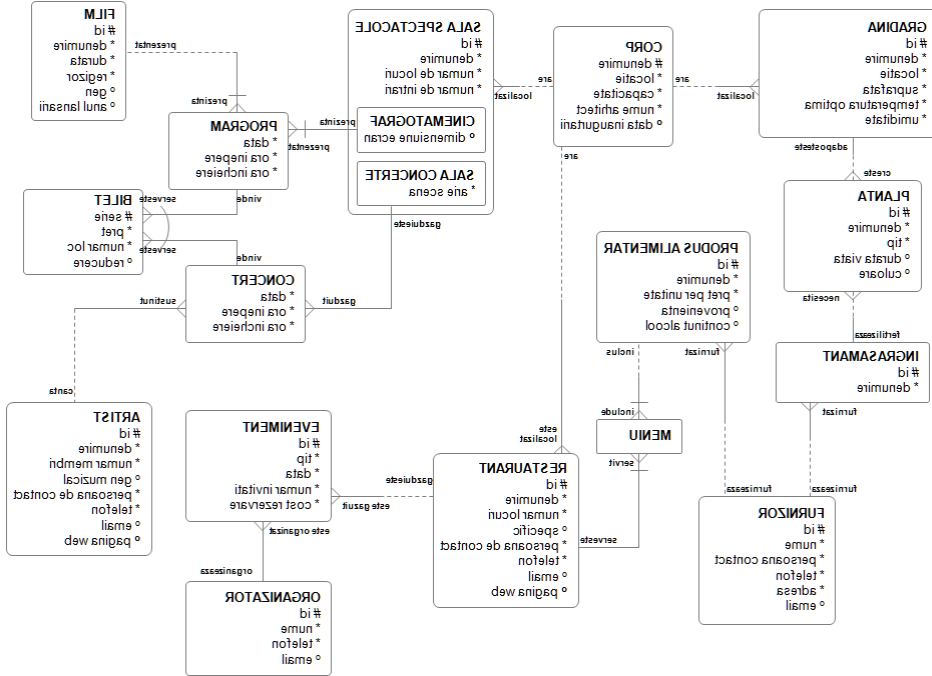 FILM
# id
* denumire
* durata
* regizor
º gen
º anul lansarii
prezentat
prezinta
SALA SPECTACOLE
# id
* denumire
* numar de locuri
* numar de intrari
CINEMATOGRAF
º dimensiune ecran
SALA CONCERTE
* arie scena
localizat
are
CORP
# denumire
* locatie
* capacitate
* nume arhitect
º data inaugurtarii
are
localizat
GRADINA
# id
* denumire
* locatie
* suprafata
* temperatura optima
* umiditate
PROGRAM
* data
* ora inepere
* ora incheiere
prezinta
prezentat
are
adaposteste
creste
BILET
# serie
* pret
* numar loc
º reducere
serveste
vinde
serveste
vinde
gazduieste
PLANTA
# id
* denumire
* tip
º durata viata
º culoare
PRODUS ALIMENTAR
# id
* denumire
* pret per unitate
º provenienta
º continut alcool
CONCERT
* data
* ora inepere
* ora incheiere
sustinut
gazduit
necesita
fertilizeaza
inclus
furnizat
INGRASAMANT
# id
* denumire
canta
include
furnizat
ARTIST
# id
* denumire
* numar membri
* gen muzical
* persoana de contact
* telefon
º email
º pagina web
EVENIMENT
# id
* tip
* data
* numar invitati
* cost rezervare
este
localizat
MENIU
servit
RESTAURANT
# id
* denumire
* numar locuri
º specific
* persoana de contact
* telefon
º email
º pagina web
gazduieste
este gazuit
serveste
furnizeaza
furnizeaza
FURNIZOR
# id
* nume
* persoana contact
* telefon
* adresa
º email
este organizat
organizeaza
ORGANIZATOR
# id
* nume
* telefon
º email